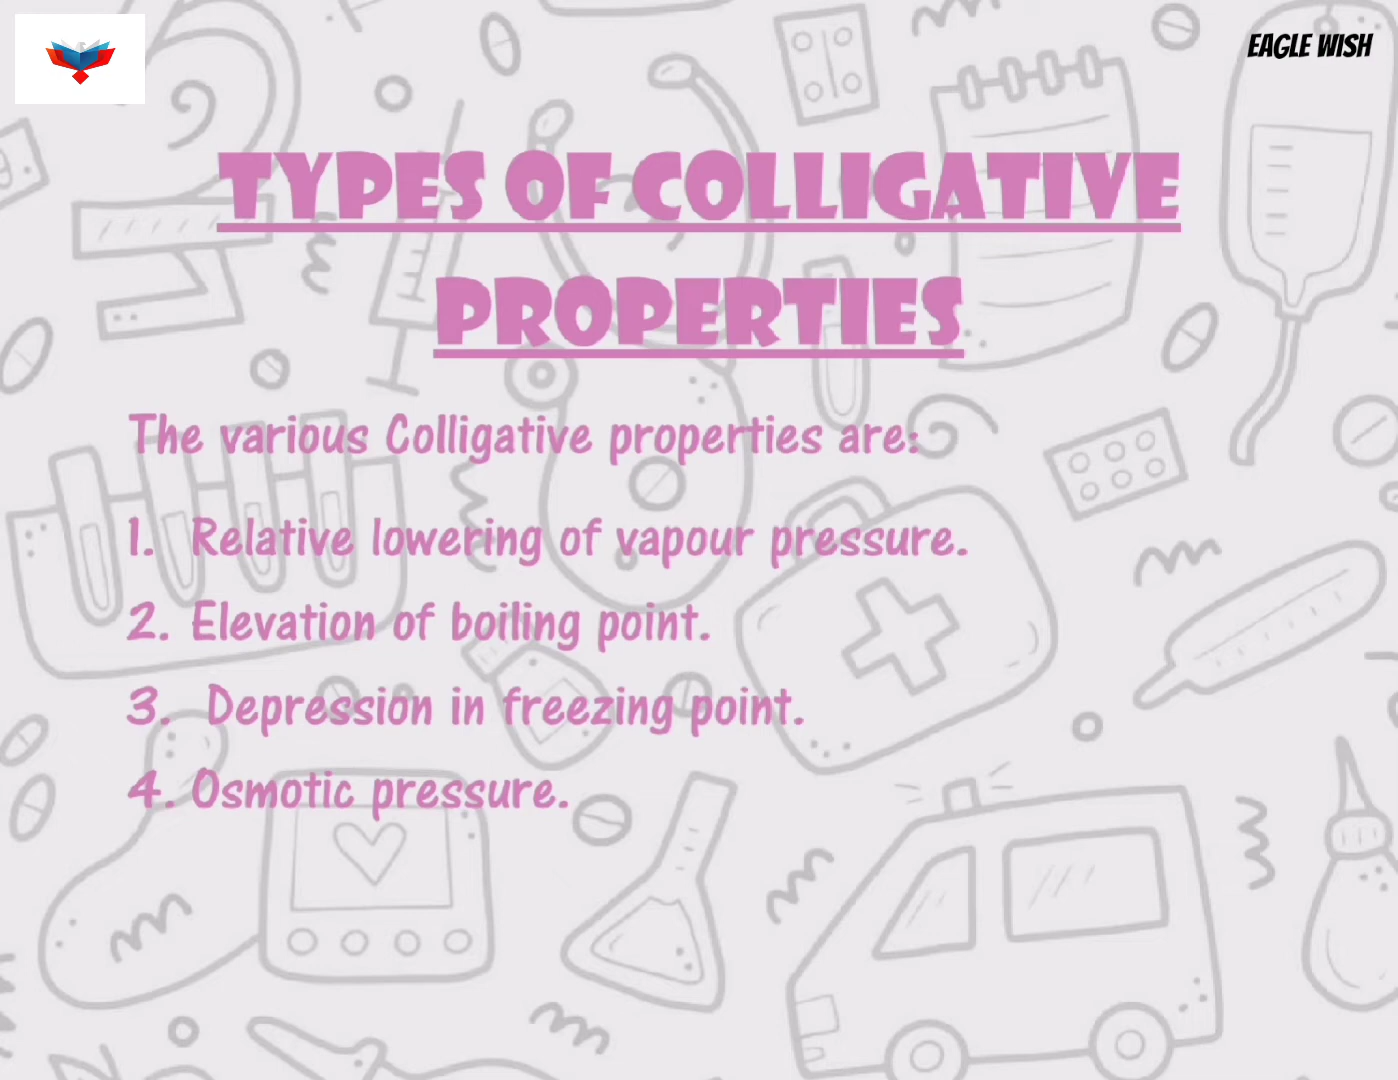 EAGLE WISH
TYPES OF COLLIGATIVE
PROPERTIES
The various Colligative properties are:
1. Relative lowering of vapour pressure.
2. Elevation of boiling point.
3. Depression in freezing point.
4. Osmotic pressure.